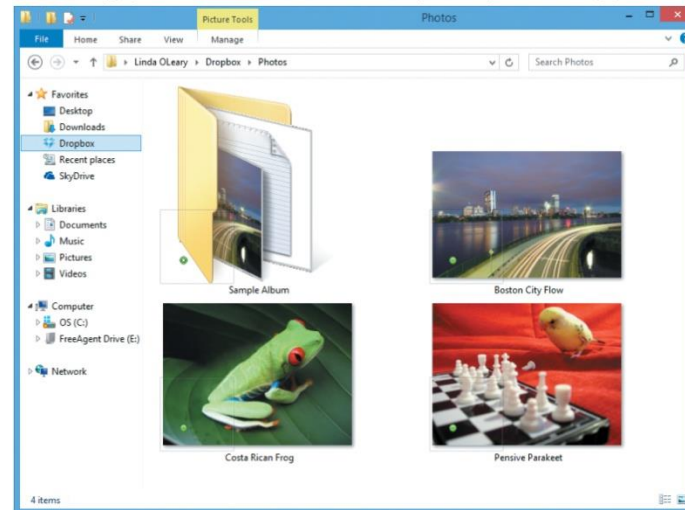 Picture Tools Photos
File Home Share View Manage
Linda OLeary Dropbox Photos Search Photos
Favorites
Desktop
Downloads
Dropbox
Recent places
SkyDrive
Libraries
Documents
Music
Pictures
Videos
Computer
OS (C:)
FreeAgent Drive (E:)
Network
Sample Album Boston City Flow
Costa Rican Frog Pensive Parakeet
4 items